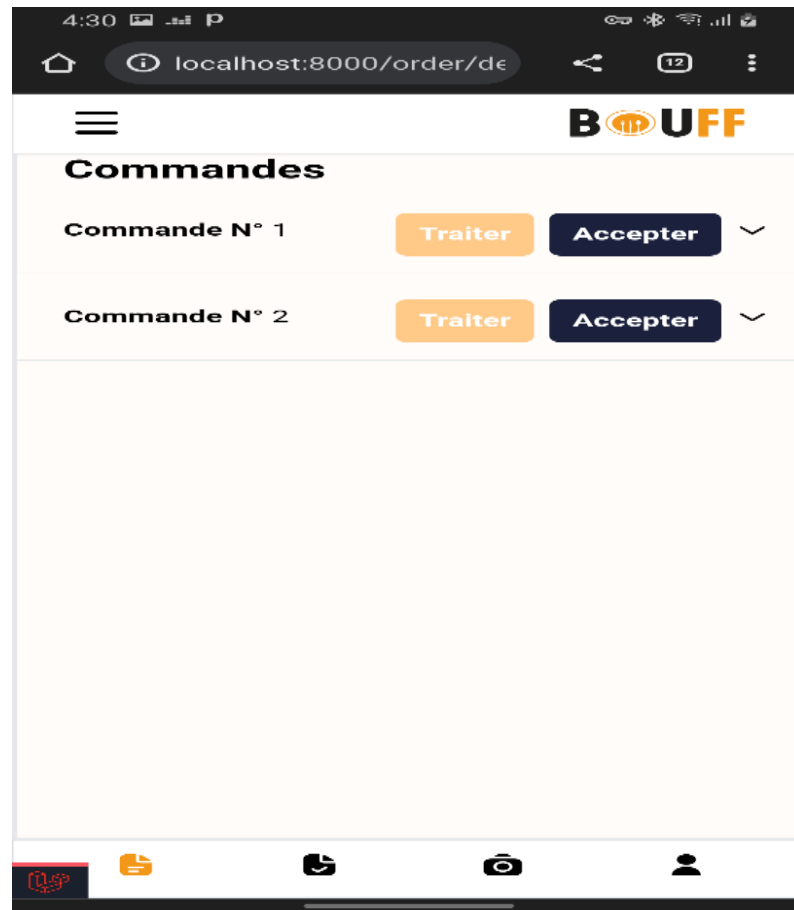 4:30 P
localhost:8000/order/de
12
BOUFF
Commandes
Commande N° 1 Traiter Accepter
Commande N° 2 Traiter Accepter